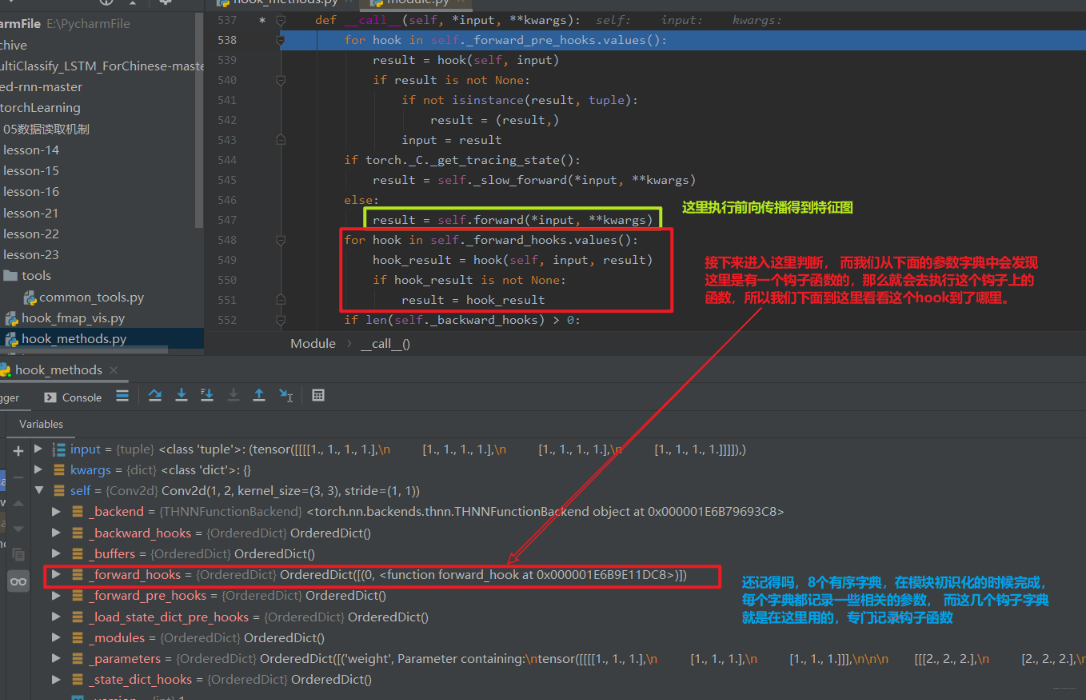 hook_methods.py
module.py
armFile E:\PycharmFile
chive
ultiClassify_LSTM_ForChinese-maste
ed-rnn-master
torchLearning
05数据读取机制
lesson-14
lesson-15
lesson-16
lesson-21
lesson-22
lesson-23
tools
common_tools.py
hook_fmap_vis.py
hook_methods.py
537 * def __call__(self, *input, **kwargs): self: input: kwargs:
538 for hook in self._forward_pre_hooks.values():
539 result = hook(self, input)
540 if result is not None:
541 if not isinstance(result, tuple):
542 result = (result,)
543 input = result
544 if torch._C._get_tracing_state():
545 result = self._slow_forward(*input, **kwargs)
546 else:
547 result = self.forward(*input, **kwargs)
548 for hook in self._forward_hooks.values():
549 hook_result = hook(self, input, result)
550 if hook_result is not None:
551 result = hook_result
552 if len(self._backward_hooks) > 0:
这里执行前向传播得到特征图
接下来进入这里判断， 而我们从下面的参数字典中会发现
这里是有一个钩子函数的，那么就会去执行这个钩子上的
函数，所以我们下面到这里看看这个hook到了哪里。
Module › __call__()
hook_methods ×
gger
Console
Variables
input = {tuple} <class 'tuple'>: (tensor([[[[1., 1., 1., 1.],\n [1., 1., 1., 1.],\n [1., 1., 1., 1.],\n [1., 1., 1., 1.]]]]),)
kwargs = {dict} <class 'dict'>: {}
self = {Conv2d} Conv2d(1, 2, kernel_size=(3, 3), stride=(1, 1))
_backend = {THNNFunctionBackend} <torch.nn.backends.thnn.THNNFunctionBackend object at 0x000001E6B79693C8>
_backward_hooks = {OrderedDict} OrderedDict()
_buffers = {OrderedDict} OrderedDict()
_forward_hooks = {OrderedDict} OrderedDict([(0, <function forward_hook at 0x000001E6B9E11DC8>)])
_forward_pre_hooks = {OrderedDict} OrderedDict()
_load_state_dict_pre_hooks = {OrderedDict} OrderedDict()
_modules = {OrderedDict} OrderedDict()
_parameters = {OrderedDict} OrderedDict([('weight', Parameter containing:\ntensor([[[[1., 1., 1.],\n [1., 1., 1.],\n [1., 1., 1.]]],\n\n\n [[[2., 2., 2.],\n [2., 2., 2.],\n
_state_dict_hooks = {OrderedDict} OrderedDict()
_version = {int} 1
还记得吗，8个有序字典，在模块初始化的时候完成，
每个字典都记录一些相关的参数， 而这几个钩子字典
就是在这里用的，专门记录钩子函数